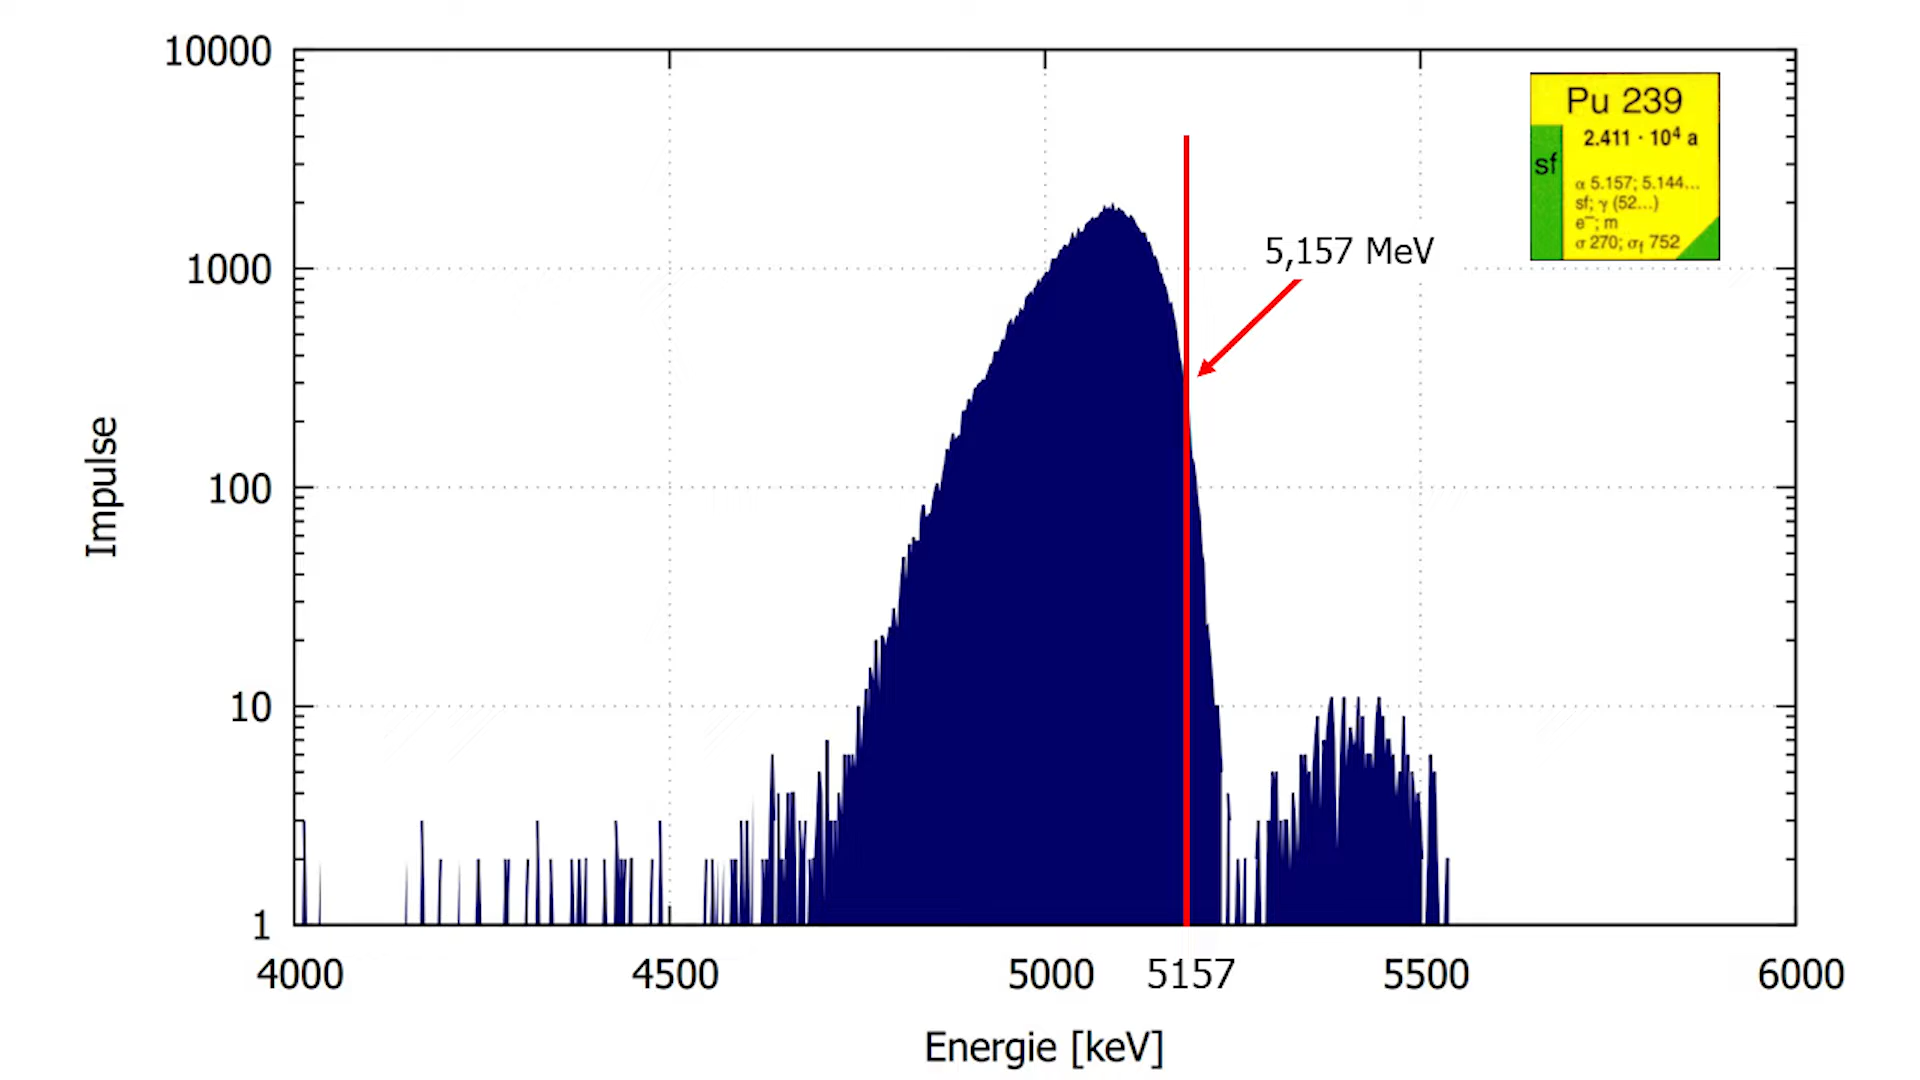 10000
1000
100
10
1
Impulse
4000
4500
5000
5157
5500
6000
Energie [keV]
5,157 MeV
Pu 239
2.411 · 10⁴ a
sf
α 5.157; 5.144...
sf; γ (52...)
e⁻; m
σ 270; σf 752